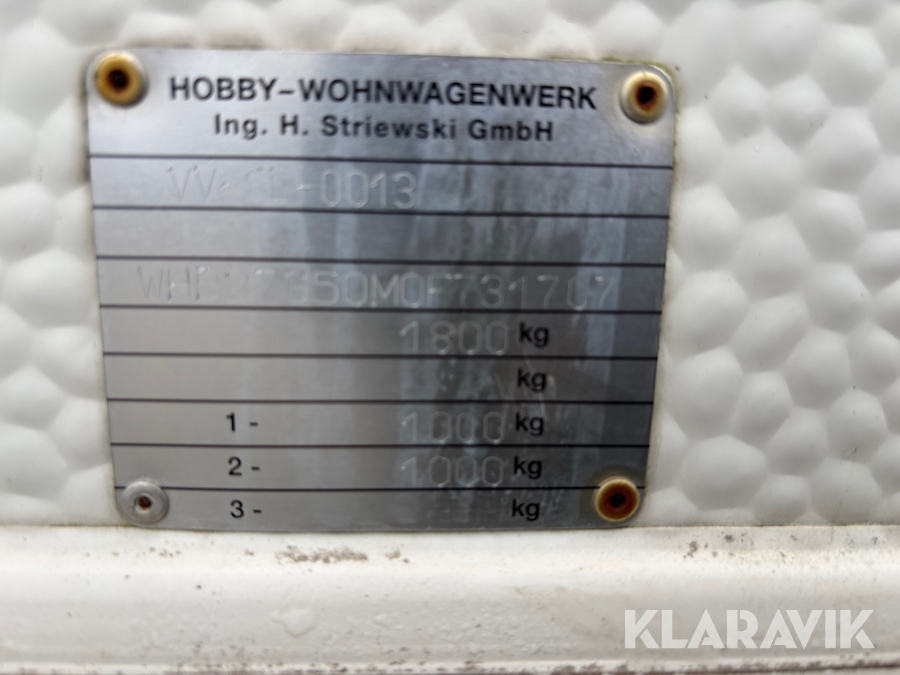 HOBBY-WOHNWAGENWERK
Ing. H. Striewski GmbH
1800 kg
kg
1 - 1000 kg
2 - 1000 kg
3 - kg
KLARAVIK